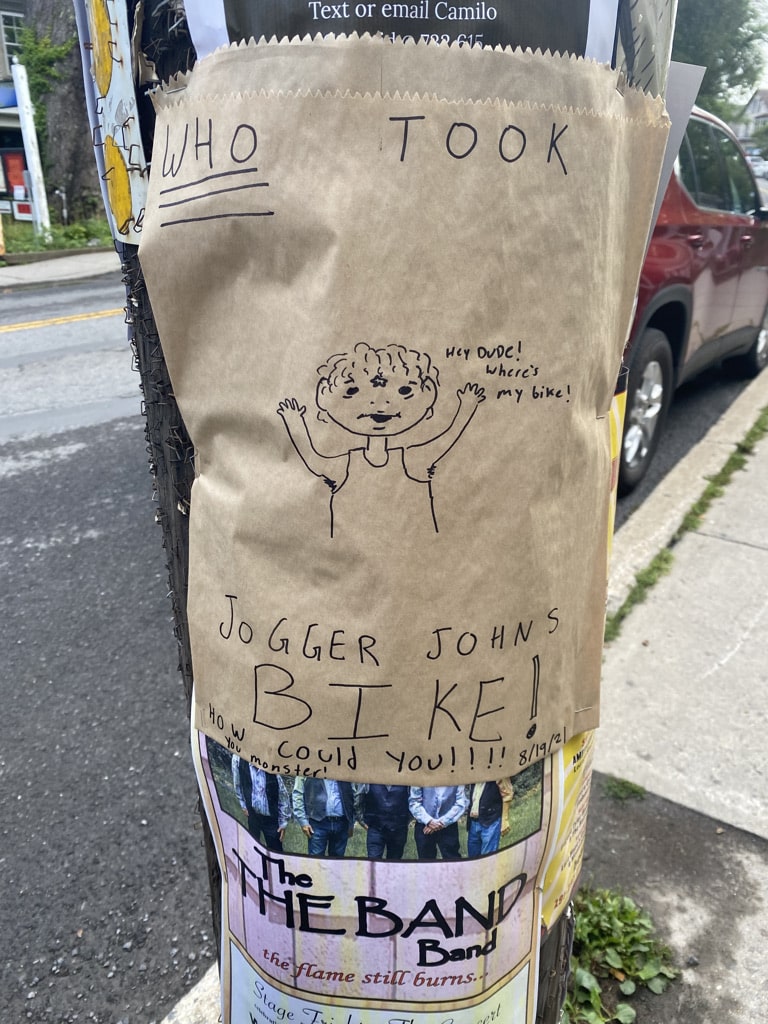 Text or email Camilo
WHO TOOK
Hey Dude!
Where's
my bike!
JOGGER JOHNS
BIKE!
HOW COULD YOU!!!! 8/19/21
You monster!
The
THE BAND
Band
the flame still burns...